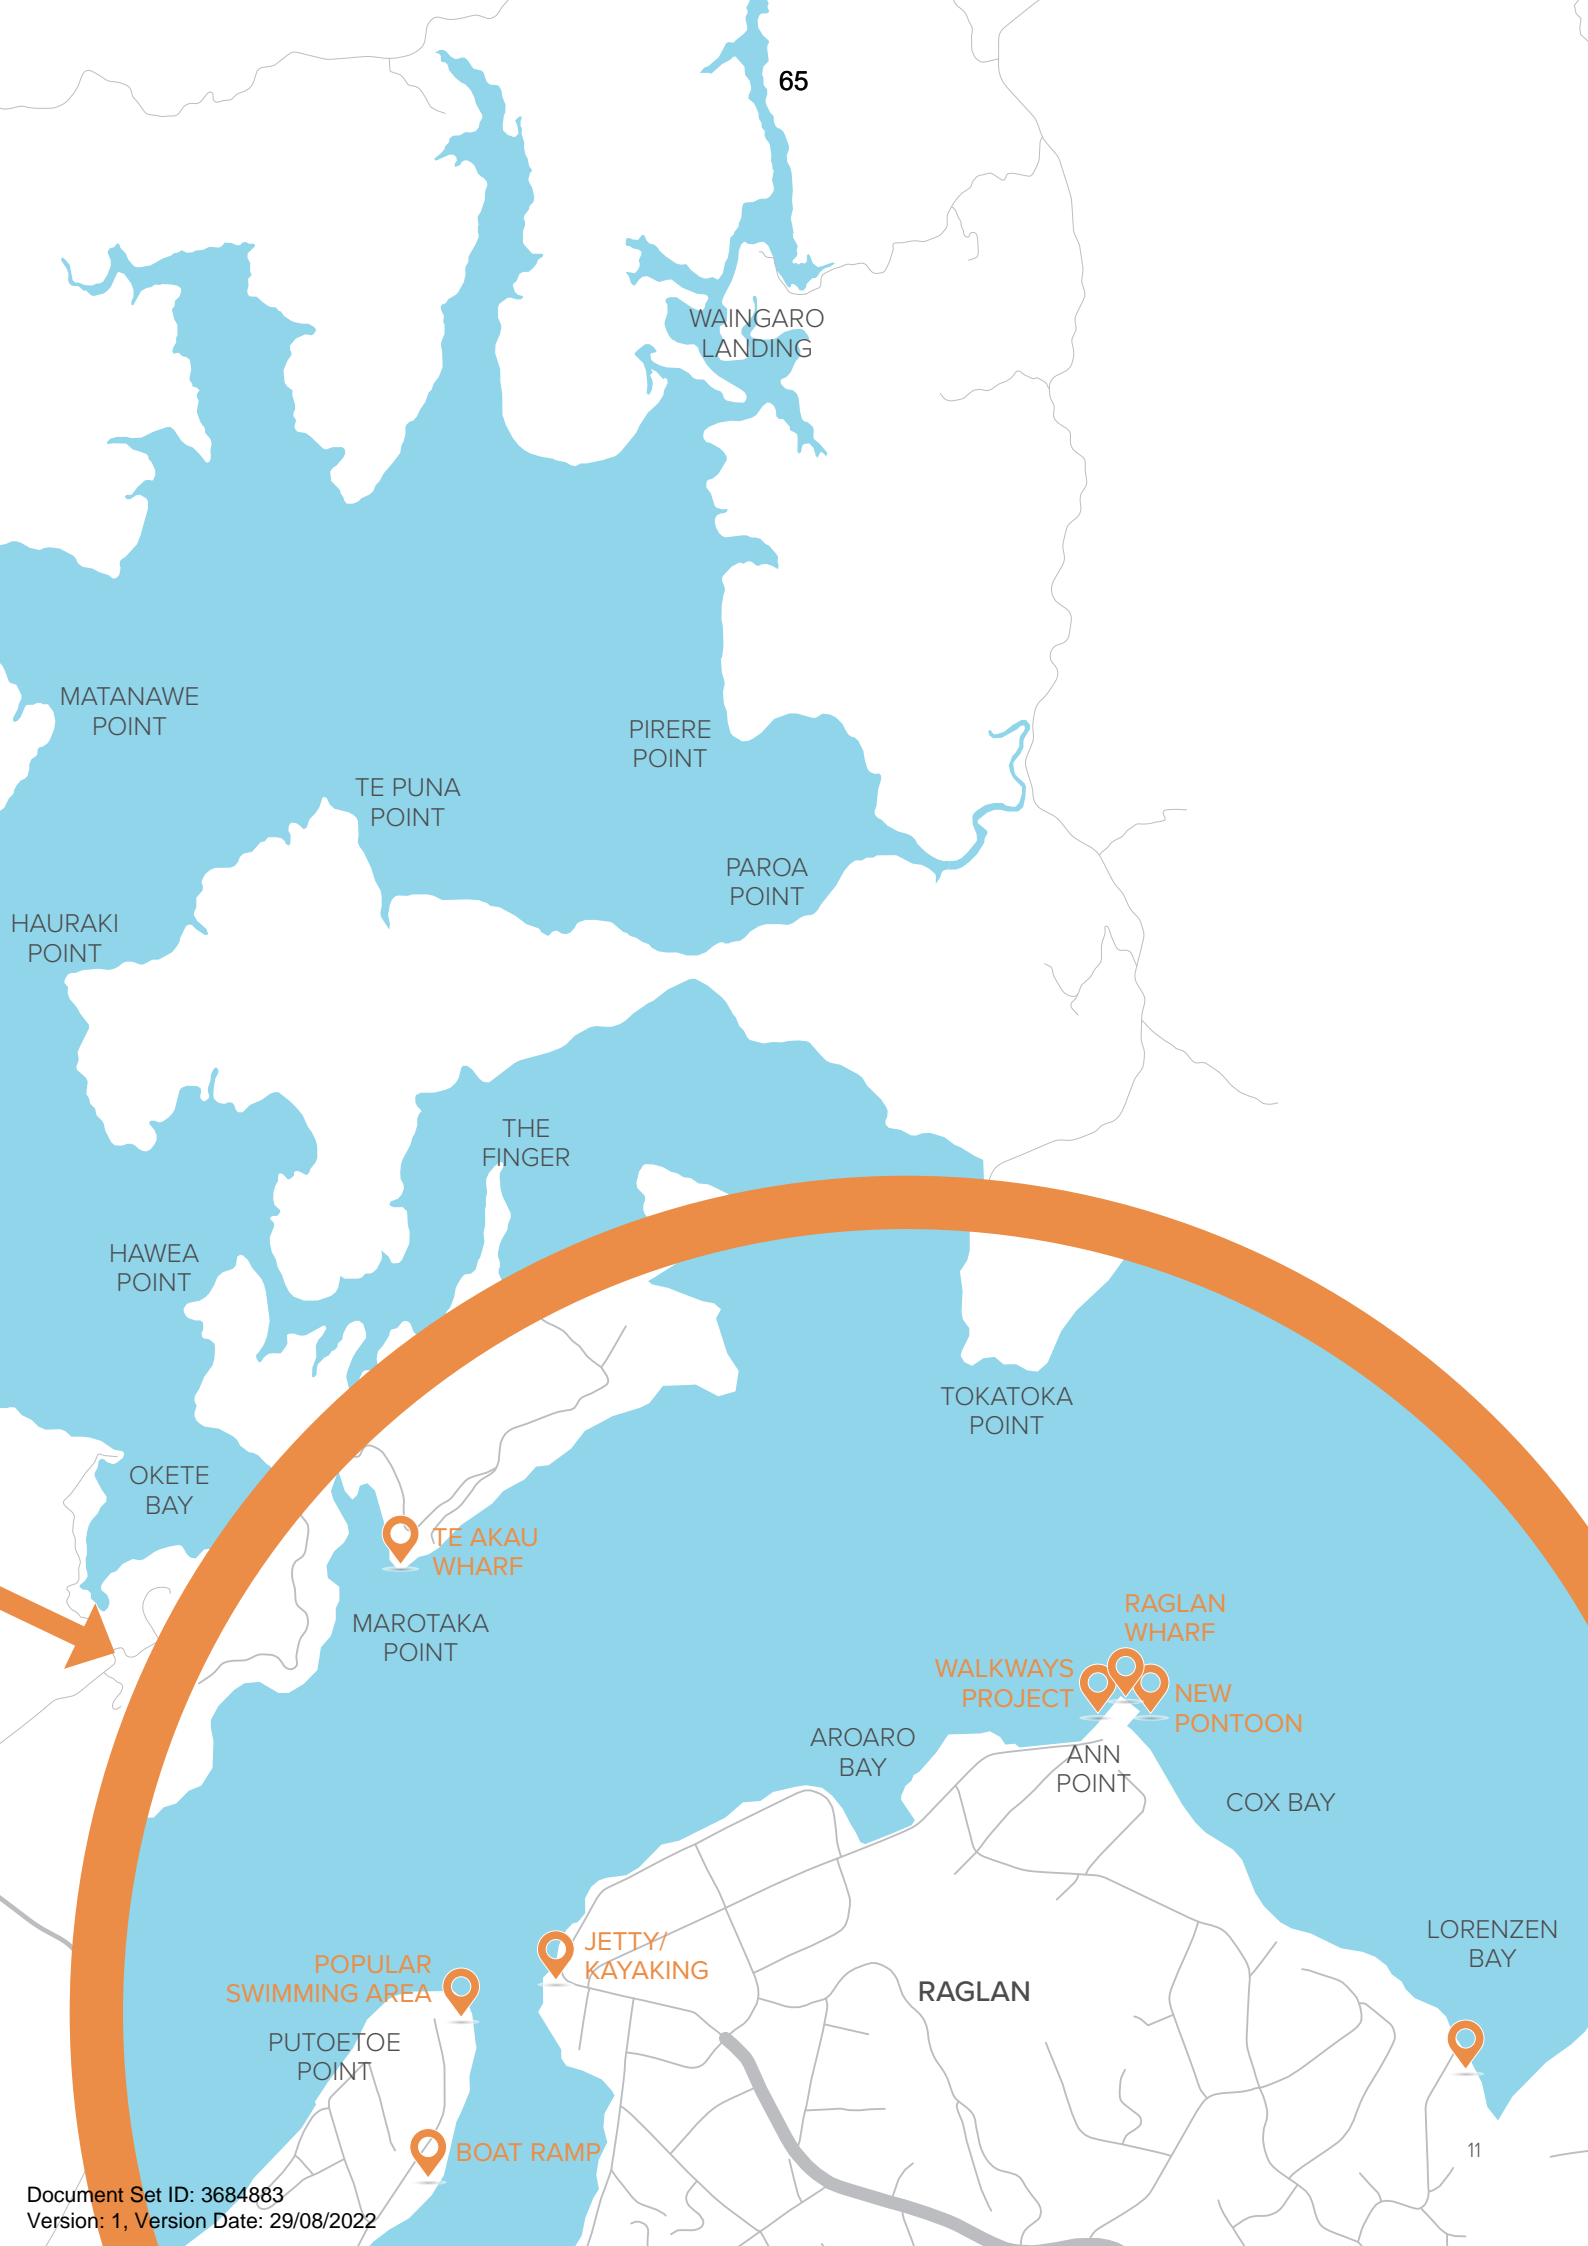 65
WAINGARO
LANDING
MATANAWE
POINT
PIRERE
POINT
TE PUNA
POINT
PAROA
POINT
HAURAKI
POINT
THE
FINGER
HAWEA
POINT
TOKATOKA
POINT
OKETE
BAY
TE AKAU
WHARF
MAROTAKA
POINT
RAGLAN
WHARF
WALKWAYS
PROJECT
NEW
PONTOON
AROARO
BAY
ANN
POINT
COX BAY
LORENZEN
BAY
JETTY/
KAYAKING
POPULAR
SWIMMING AREA
RAGLAN
PUTOETOE
POINT
BOAT RAMP
11
Document Set ID: 3684883
Version: 1, Version Date: 29/08/2022